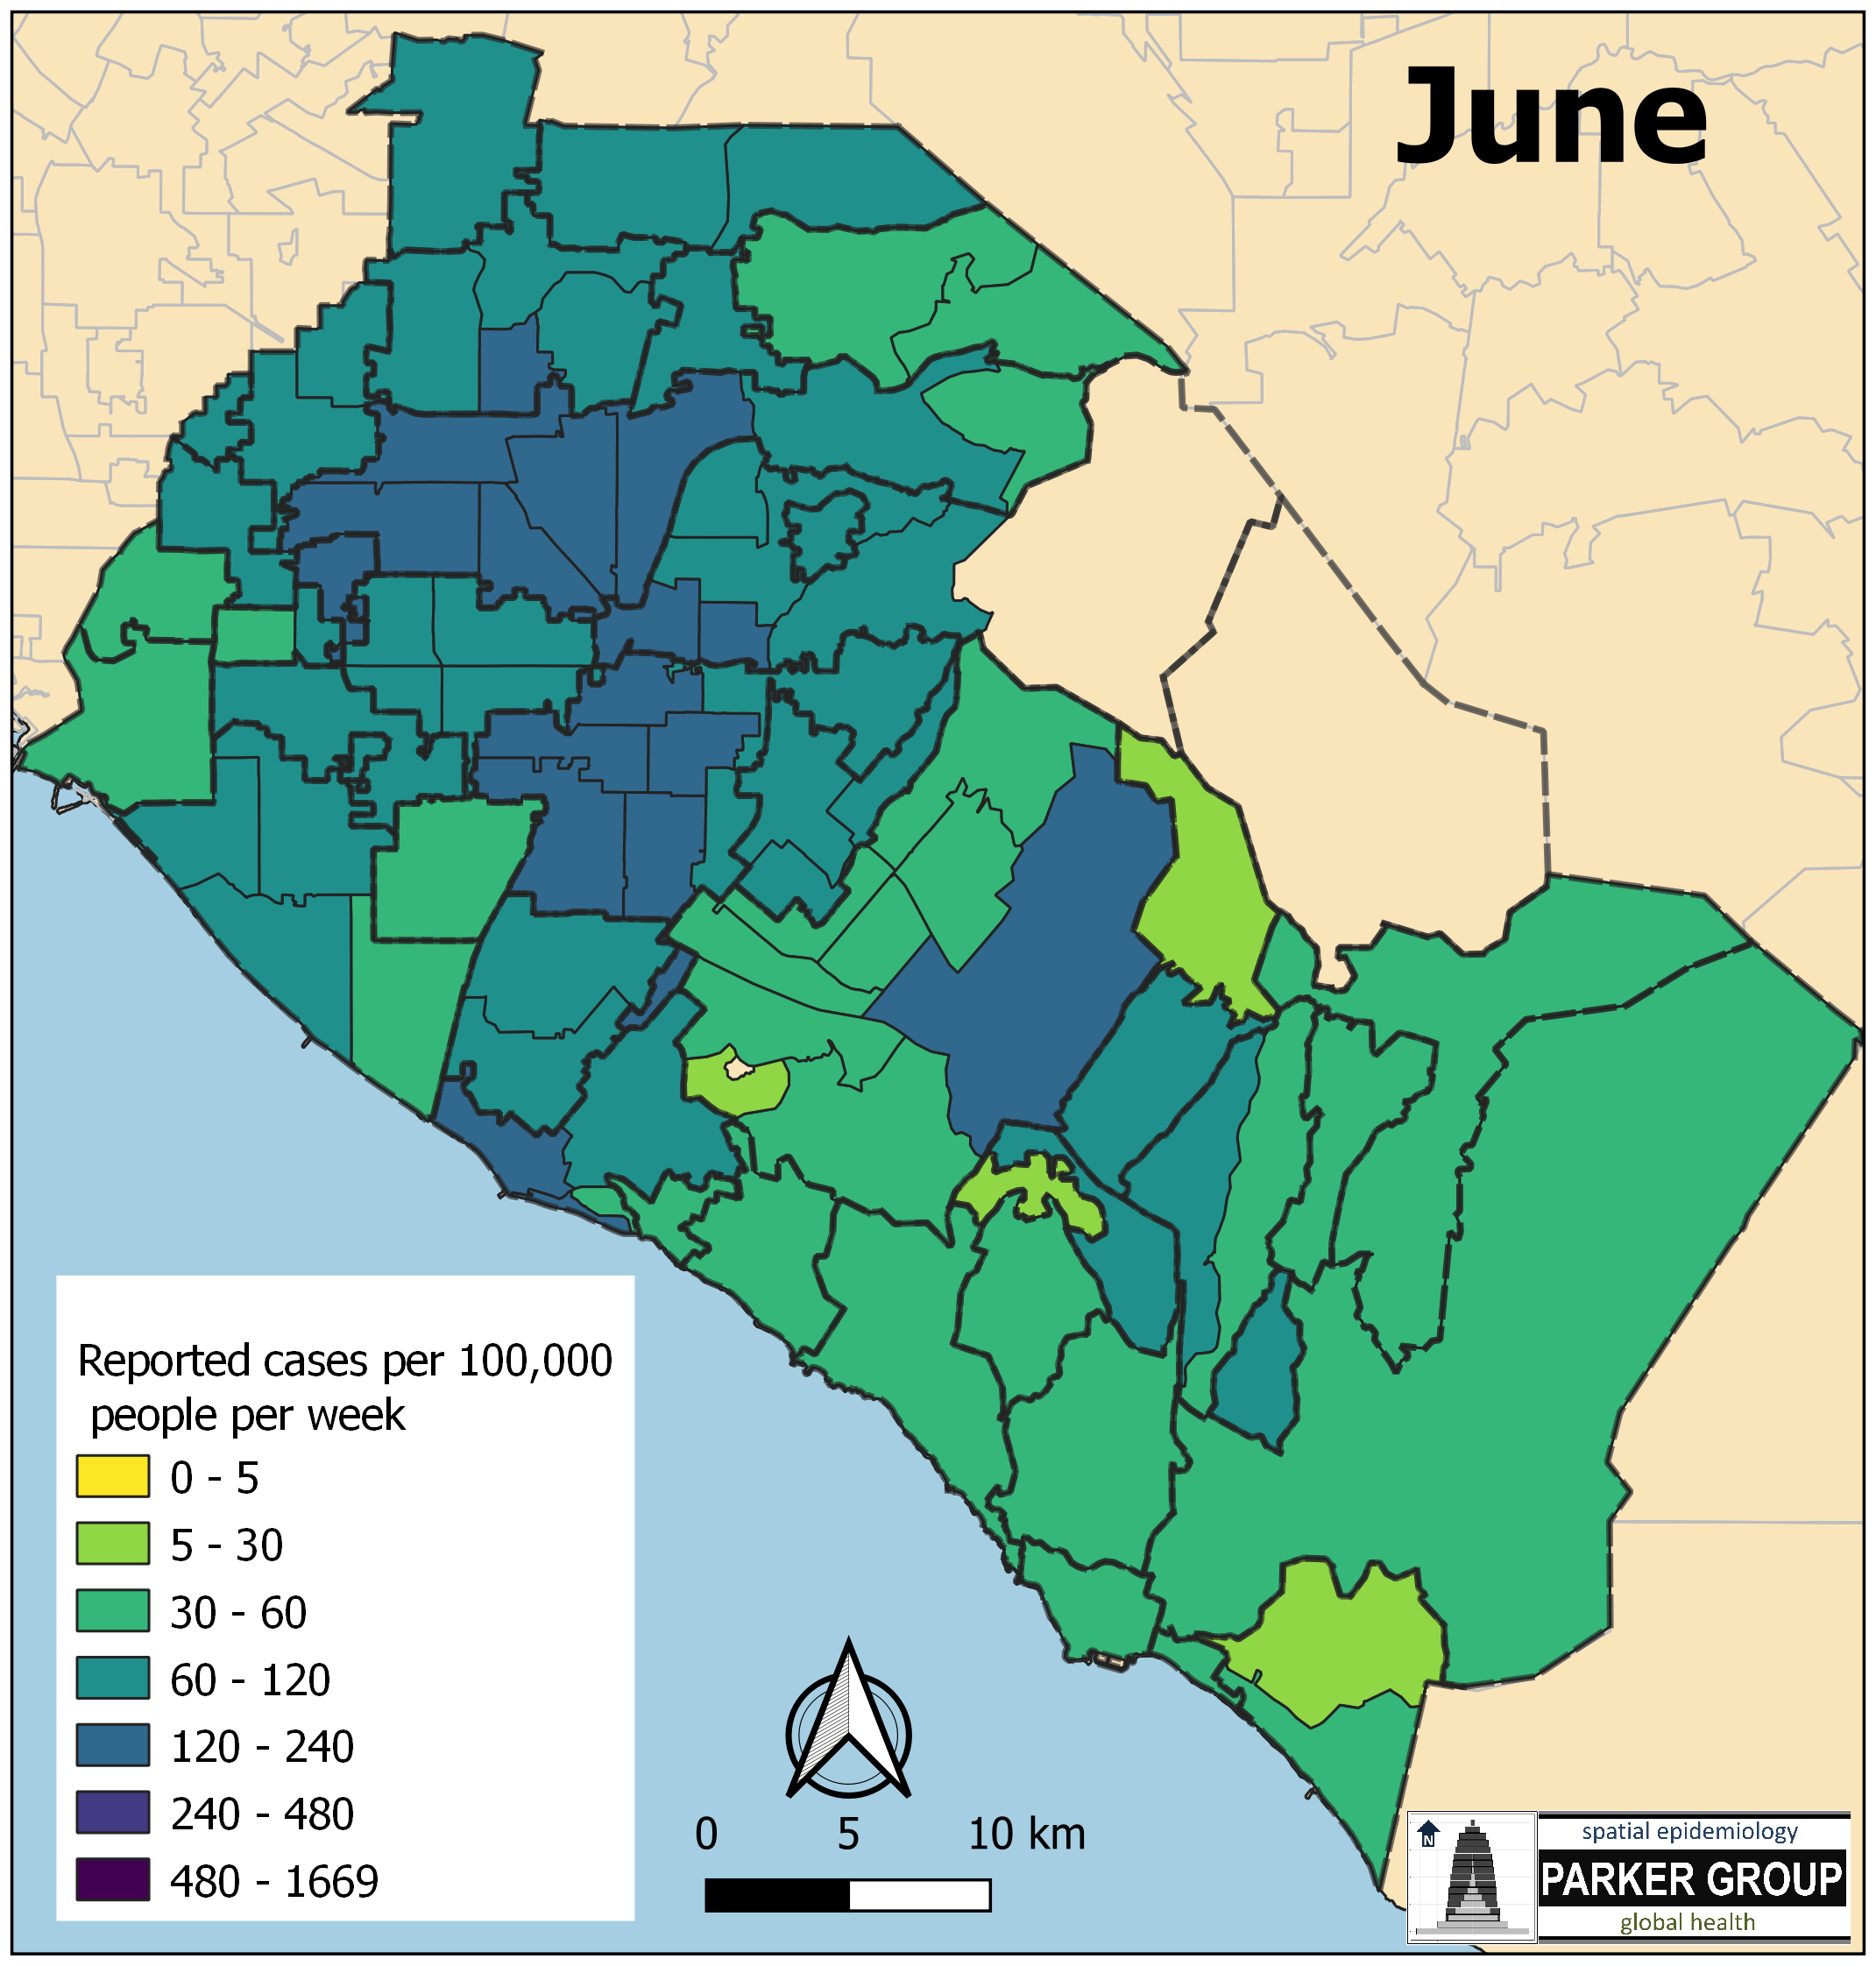 June
Reported cases per 100,000
people per week
0 - 5
5 - 30
30 - 60
60 - 120
120 - 240
240 - 480
480 - 1669
0 5 10 km
N
spatial epidemiology
PARKER GROUP
global health